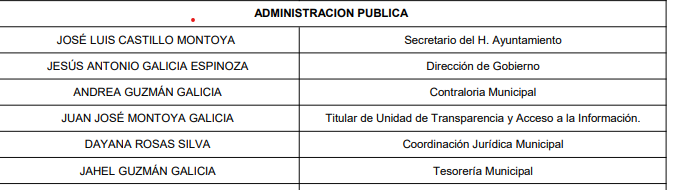 ADMINISTRACION PUBLICA
JOSÉ LUIS CASTILLO MONTOYA Secretario del H. Ayuntamiento
JESÚS ANTONIO GALICIA ESPINOZA Dirección de Gobierno
ANDREA GUZMÁN GALICIA Contraloria Municipal
JUAN JOSÉ MONTOYA GALICIA Titular de Unidad de Transparencia y Acceso a la Información.
DAYANA ROSAS SILVA Coordinación Jurídica Municipal
JAHEL GUZMÁN GALICIA Tesorería Municipal